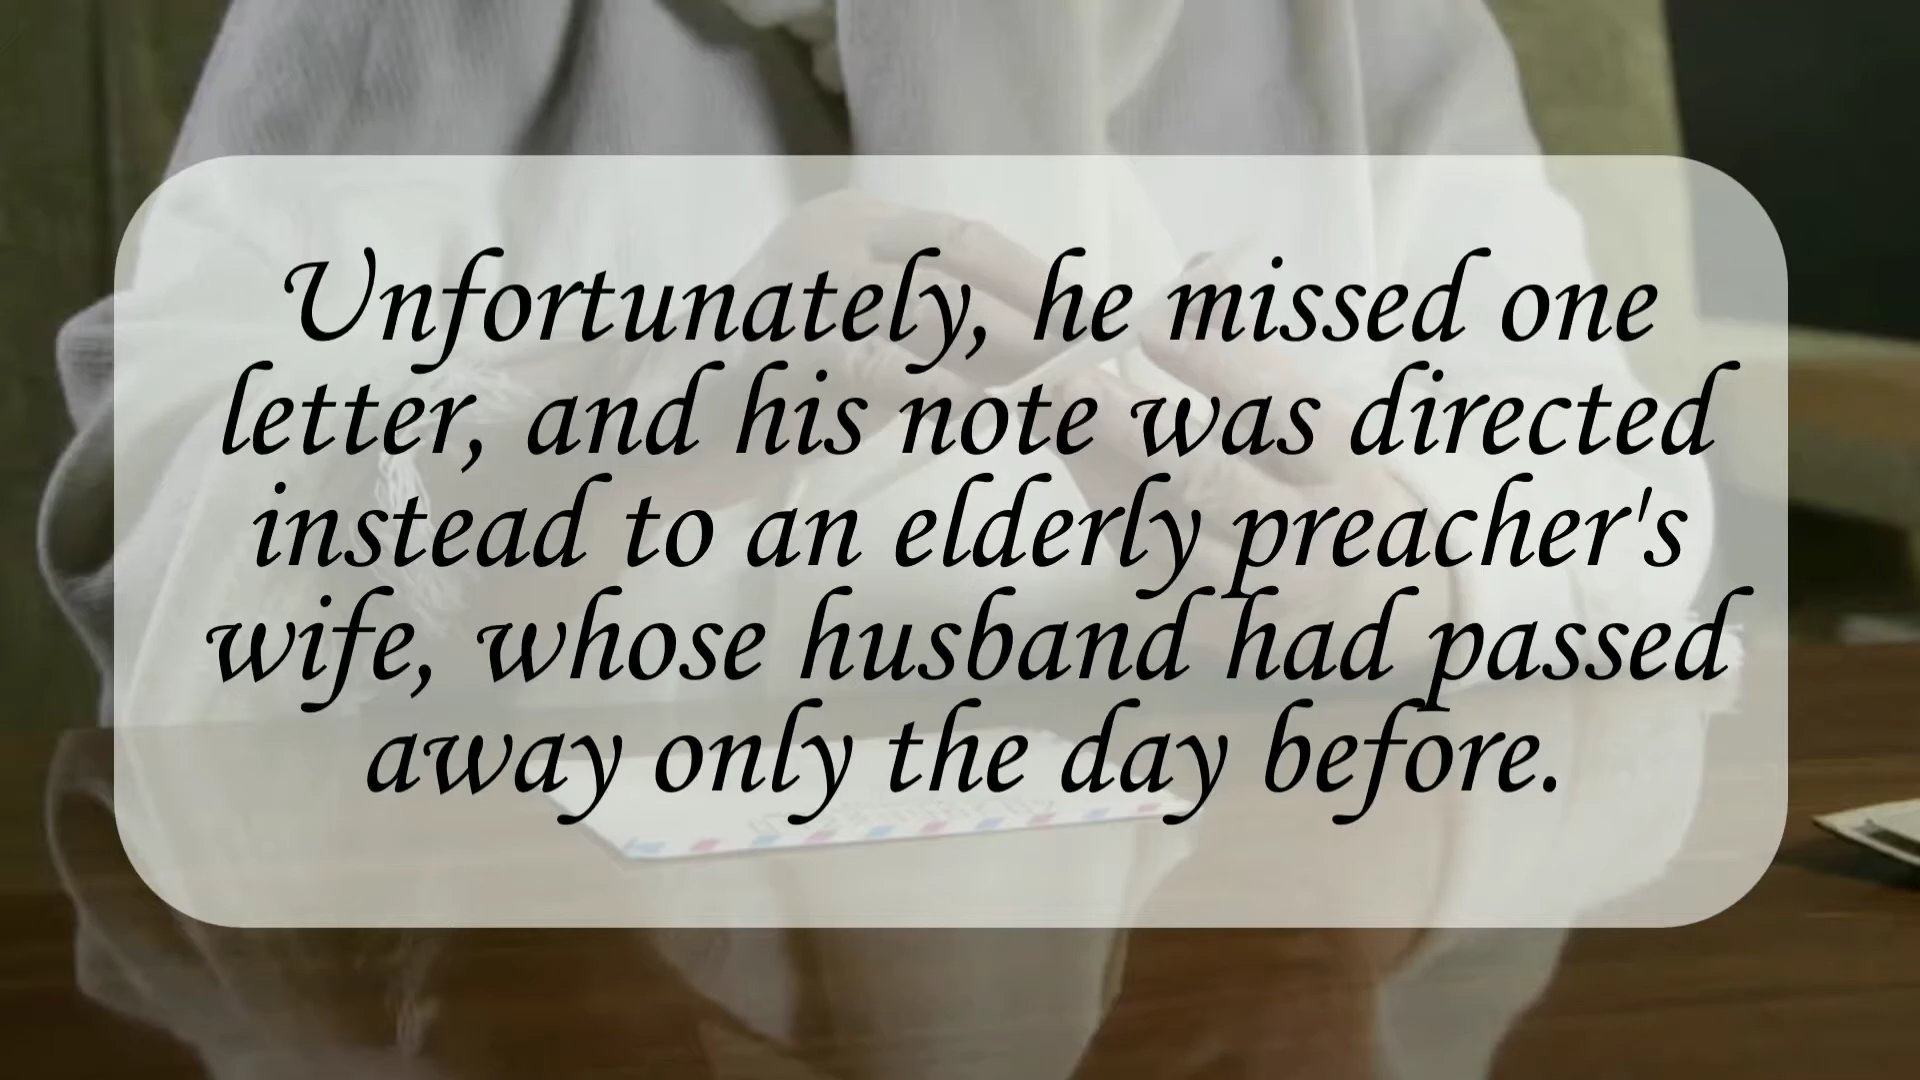 Unfortunately, he missed one
letter, and his note was directed
instead to an elderly preacher's
wife, whose husband had passed
away only the day before.